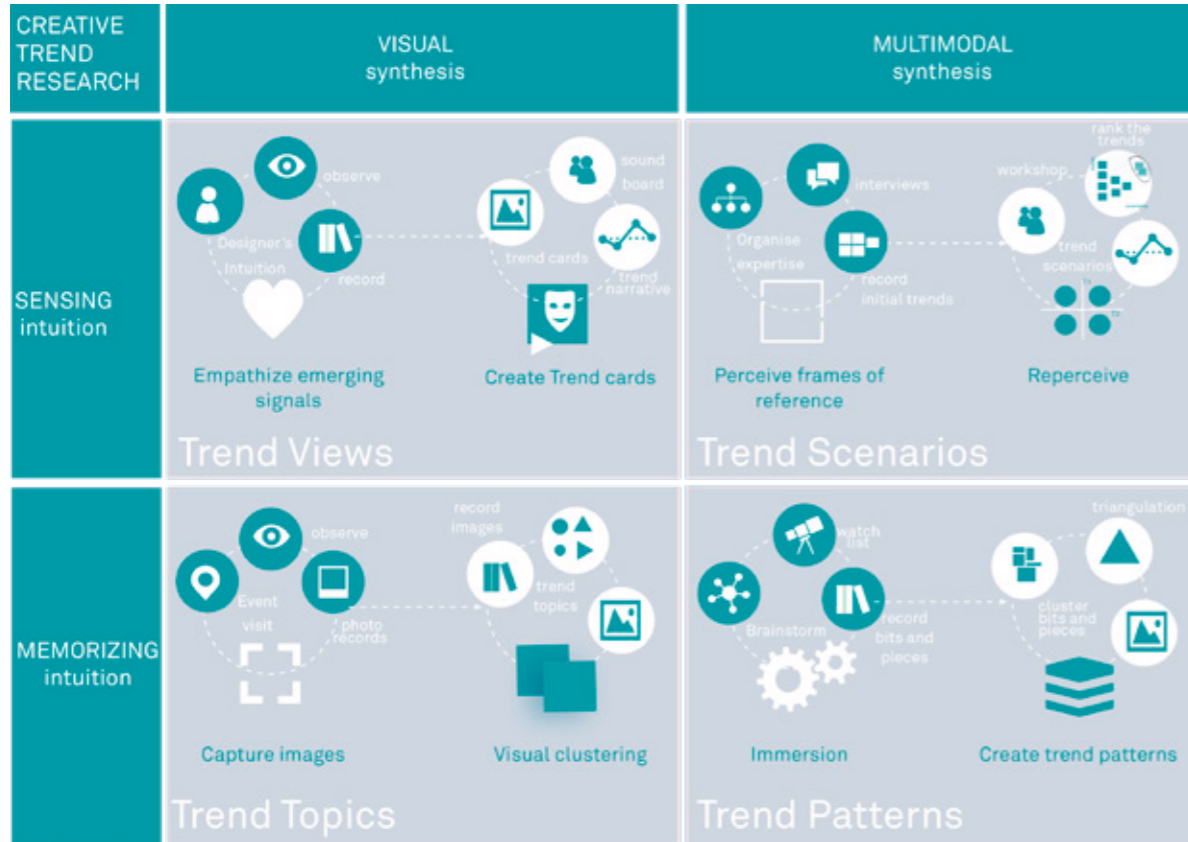 CREATIVE
TREND
RESEARCH
VISUAL
synthesis
MULTIMODAL
synthesis
SENSING
intuition
observe
Designer's
Intuition
record
Empathize emerging
signals
sound
board
trend cards
trend
narrative
Create Trend cards
Trend Views
interviews
Organise
expertise
record
initial trends
Perceive frames of
reference
rank the
trends
workshop
trend
scenarios
Reperceive
Trend Scenarios
MEMORIZING
intuition
observe
Event
visit
photo
records
Capture images
record
images
trend
topics
Visual clustering
Trend Topics
watch
list
Brainstorm
record
bits and
pieces
Immersion
triangulation
cluster
bits and
pieces
Create trend patterns
Trend Patterns